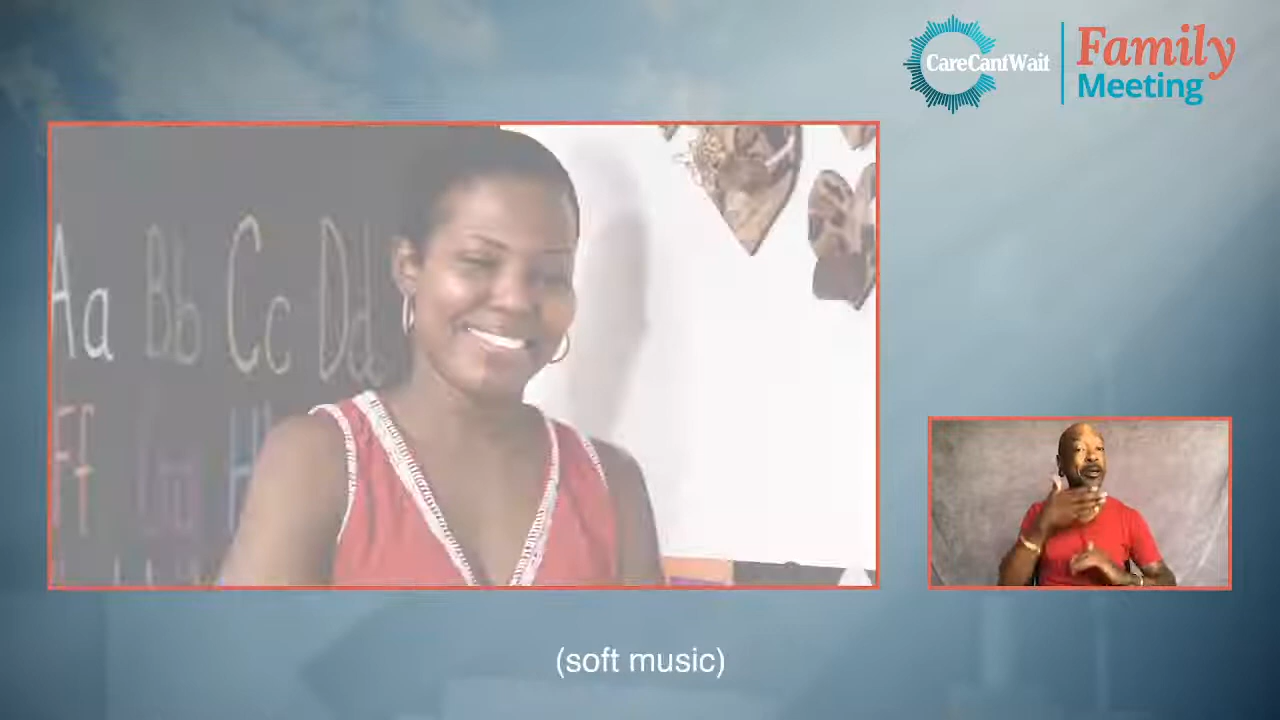 CareCantWait
Family
Meeting
Aa Bb Cc Dd
(soft music)